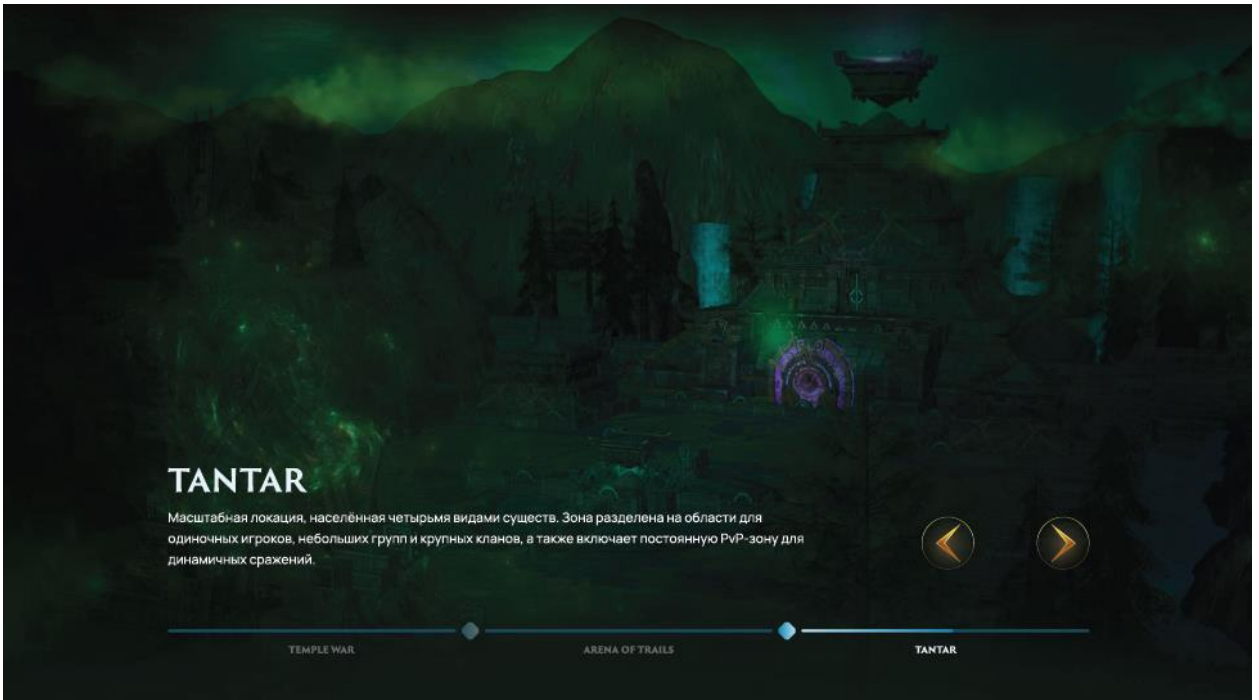 TANTAR
Масштабная локация, населённая четырьмя видами существ. Зона разделена на области для
одиночных игроков, небольших групп и крупных кланов, а также включает постоянную PvP-зону для
динамичных сражений.
TEMPLE WAR
ARENA OF TRAILS
TANTAR